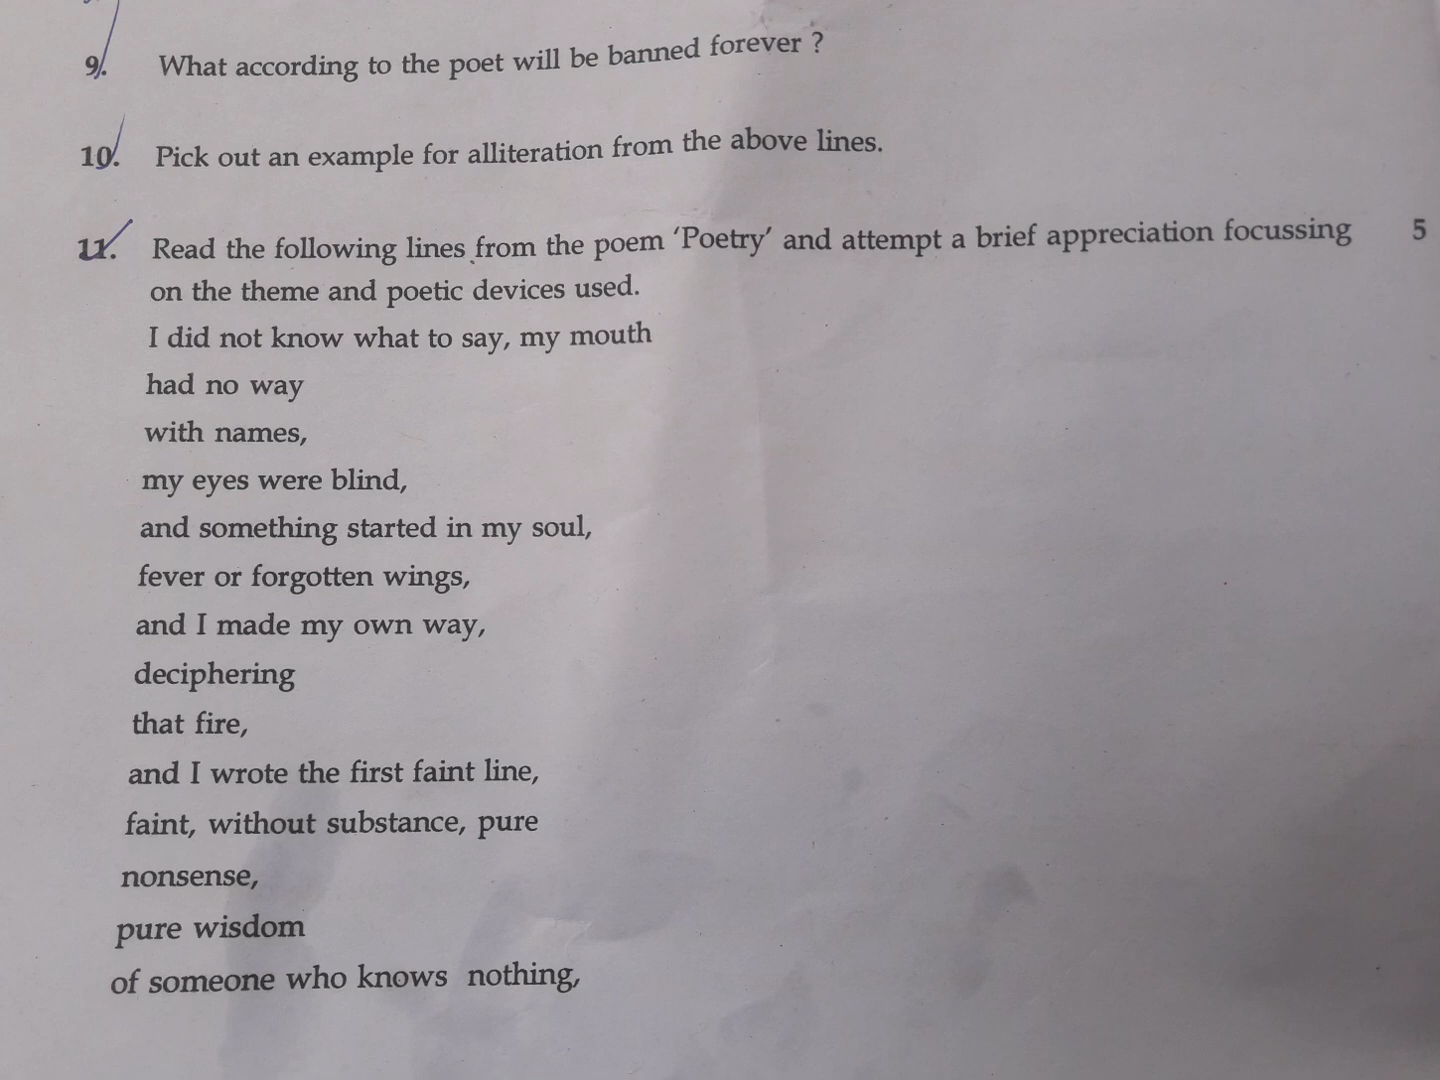 9. What according to the poet will be banned forever ?
10. Pick out an example for alliteration from the above lines.
11. Read the following lines from the poem 'Poetry' and attempt a brief appreciation focussing 5
on the theme and poetic devices used.
I did not know what to say, my mouth
had no way
with names,
my eyes were blind,
and something started in my soul,
fever or forgotten wings,
and I made my own way,
deciphering
that fire,
and I wrote the first faint line,
faint, without substance, pure
nonsense,
pure wisdom
of someone who knows nothing,